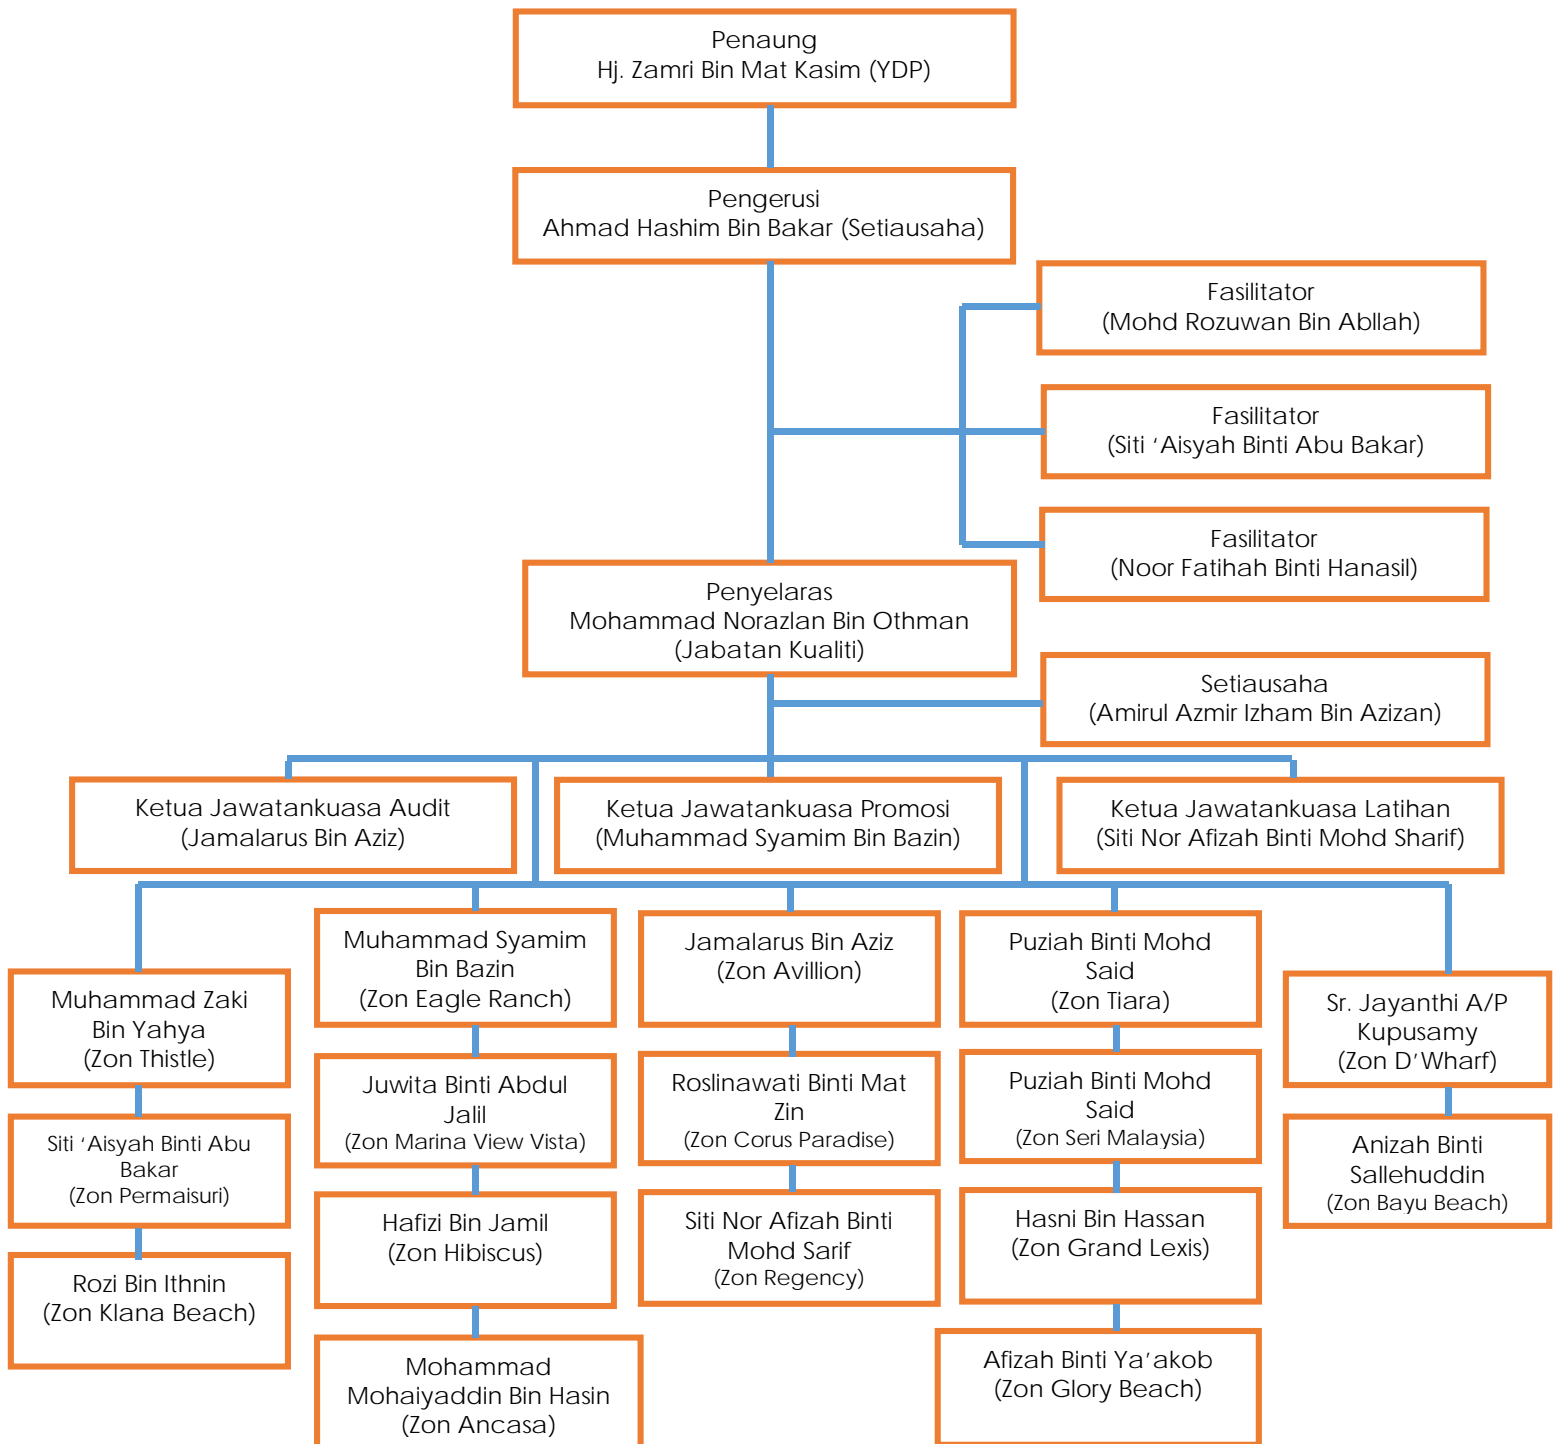 Penaung
Hj. Zamri Bin Mat Kasim (YDP)
Pengerusi
Ahmad Hashim Bin Bakar (Setiausaha)
Fasilitator
(Mohd Rozuwan Bin Abllah)
Fasilitator
(Siti ‘Aisyah Binti Abu Bakar)
Fasilitator
(Noor Fatihah Binti Hanasil)
Penyelaras
Mohammad Norazlan Bin Othman
(Jabatan Kualiti)
Setiausaha
(Amirul Azmir Izham Bin Azizan)
Ketua Jawatankuasa Audit
(Jamalarus Bin Aziz)
Ketua Jawatankuasa Promosi
(Muhammad Syamim Bin Bazin)
Ketua Jawatankuasa Latihan
(Siti Nor Afizah Binti Mohd Sharif)
Muhammad Zaki
Bin Yahya
(Zon Thistle)
Siti ‘Aisyah Binti Abu
Bakar
(Zon Permaisuri)
Rozi Bin Ithnin
(Zon Klana Beach)
Muhammad Syamim
Bin Bazin
(Zon Eagle Ranch)
Juwita Binti Abdul
Jalil
(Zon Marina View Vista)
Hafizi Bin Jamil
(Zon Hibiscus)
Mohammad
Mohaiyaddin Bin Hasin
(Zon Ancasa)
Jamalarus Bin Aziz
(Zon Avillion)
Roslinawati Binti Mat
Zin
(Zon Corus Paradise)
Siti Nor Afizah Binti
Mohd Sarif
(Zon Regency)
Puziah Binti Mohd
Said
(Zon Tiara)
Puziah Binti Mohd
Said
(Zon Seri Malaysia)
Hasni Bin Hassan
(Zon Grand Lexis)
Afizah Binti Ya’akob
(Zon Glory Beach)
Sr. Jayanthi A/P
Kupusamy
(Zon D’Wharf)
Anizah Binti
Sallehuddin
(Zon Bayu Beach)